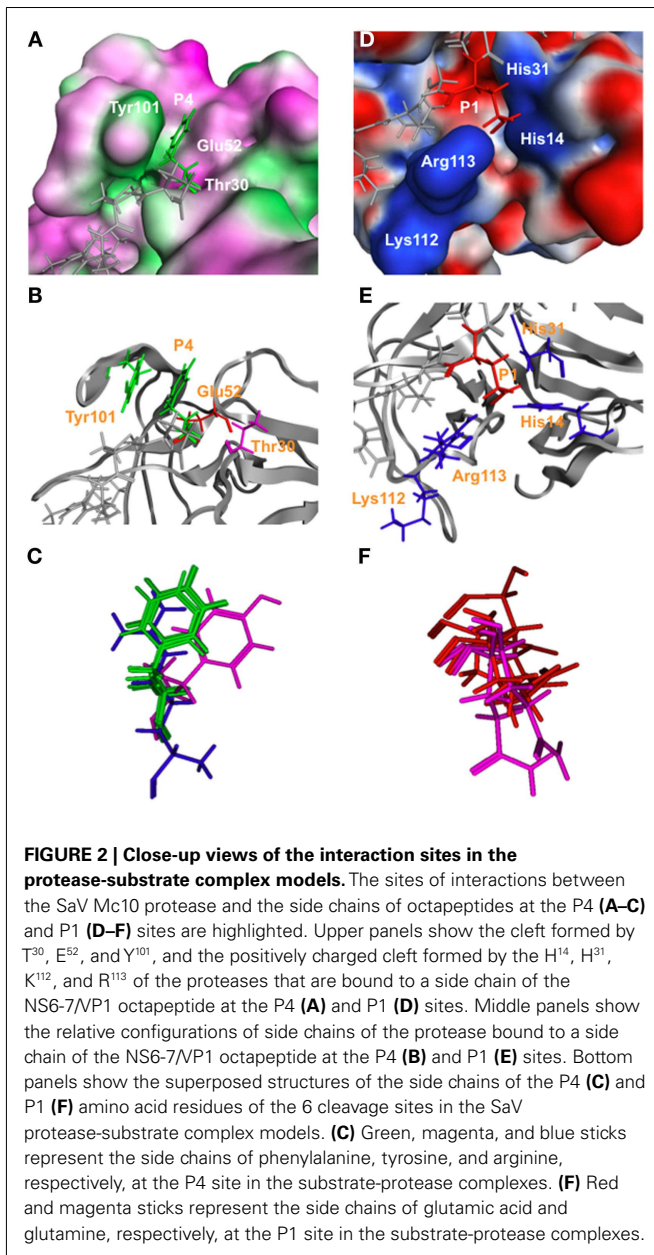 A
Tyr101
P4
Glu52
Thr30
D
His31
P1
His14
Arg113
Lys112
B
P4
Glu52
Tyr101
Thr30
E
His31
P1
His14
Arg113
Lys112
C
F
FIGURE 2 | Close-up views of the interaction sites in the
protease-substrate complex models. The sites of interactions between
the SaV Mc10 protease and the side chains of octapeptides at the P4 (A–C)
and P1 (D–F) sites are highlighted. Upper panels show the cleft formed by
T30, E52, and Y101, and the positively charged cleft formed by the H14, H31,
K112, and R113 of the proteases that are bound to a side chain of the
NS6-7/VP1 octapeptide at the P4 (A) and P1 (D) sites. Middle panels show
the relative configurations of side chains of the protease bound to a side
chain of the NS6-7/VP1 octapeptide at the P4 (B) and P1 (E) sites. Bottom
panels show the superposed structures of the side chains of the P4 (C) and
P1 (F) amino acid residues of the 6 cleavage sites in the SaV
protease-substrate complex models. (C) Green, magenta, and blue sticks
represent the side chains of phenylalanine, tyrosine, and arginine,
respectively, at the P4 site in the substrate-protease complexes. (F) Red
and magenta sticks represent the side chains of glutamic acid and
glutamine, respectively, at the P1 site in the substrate-protease complexes.